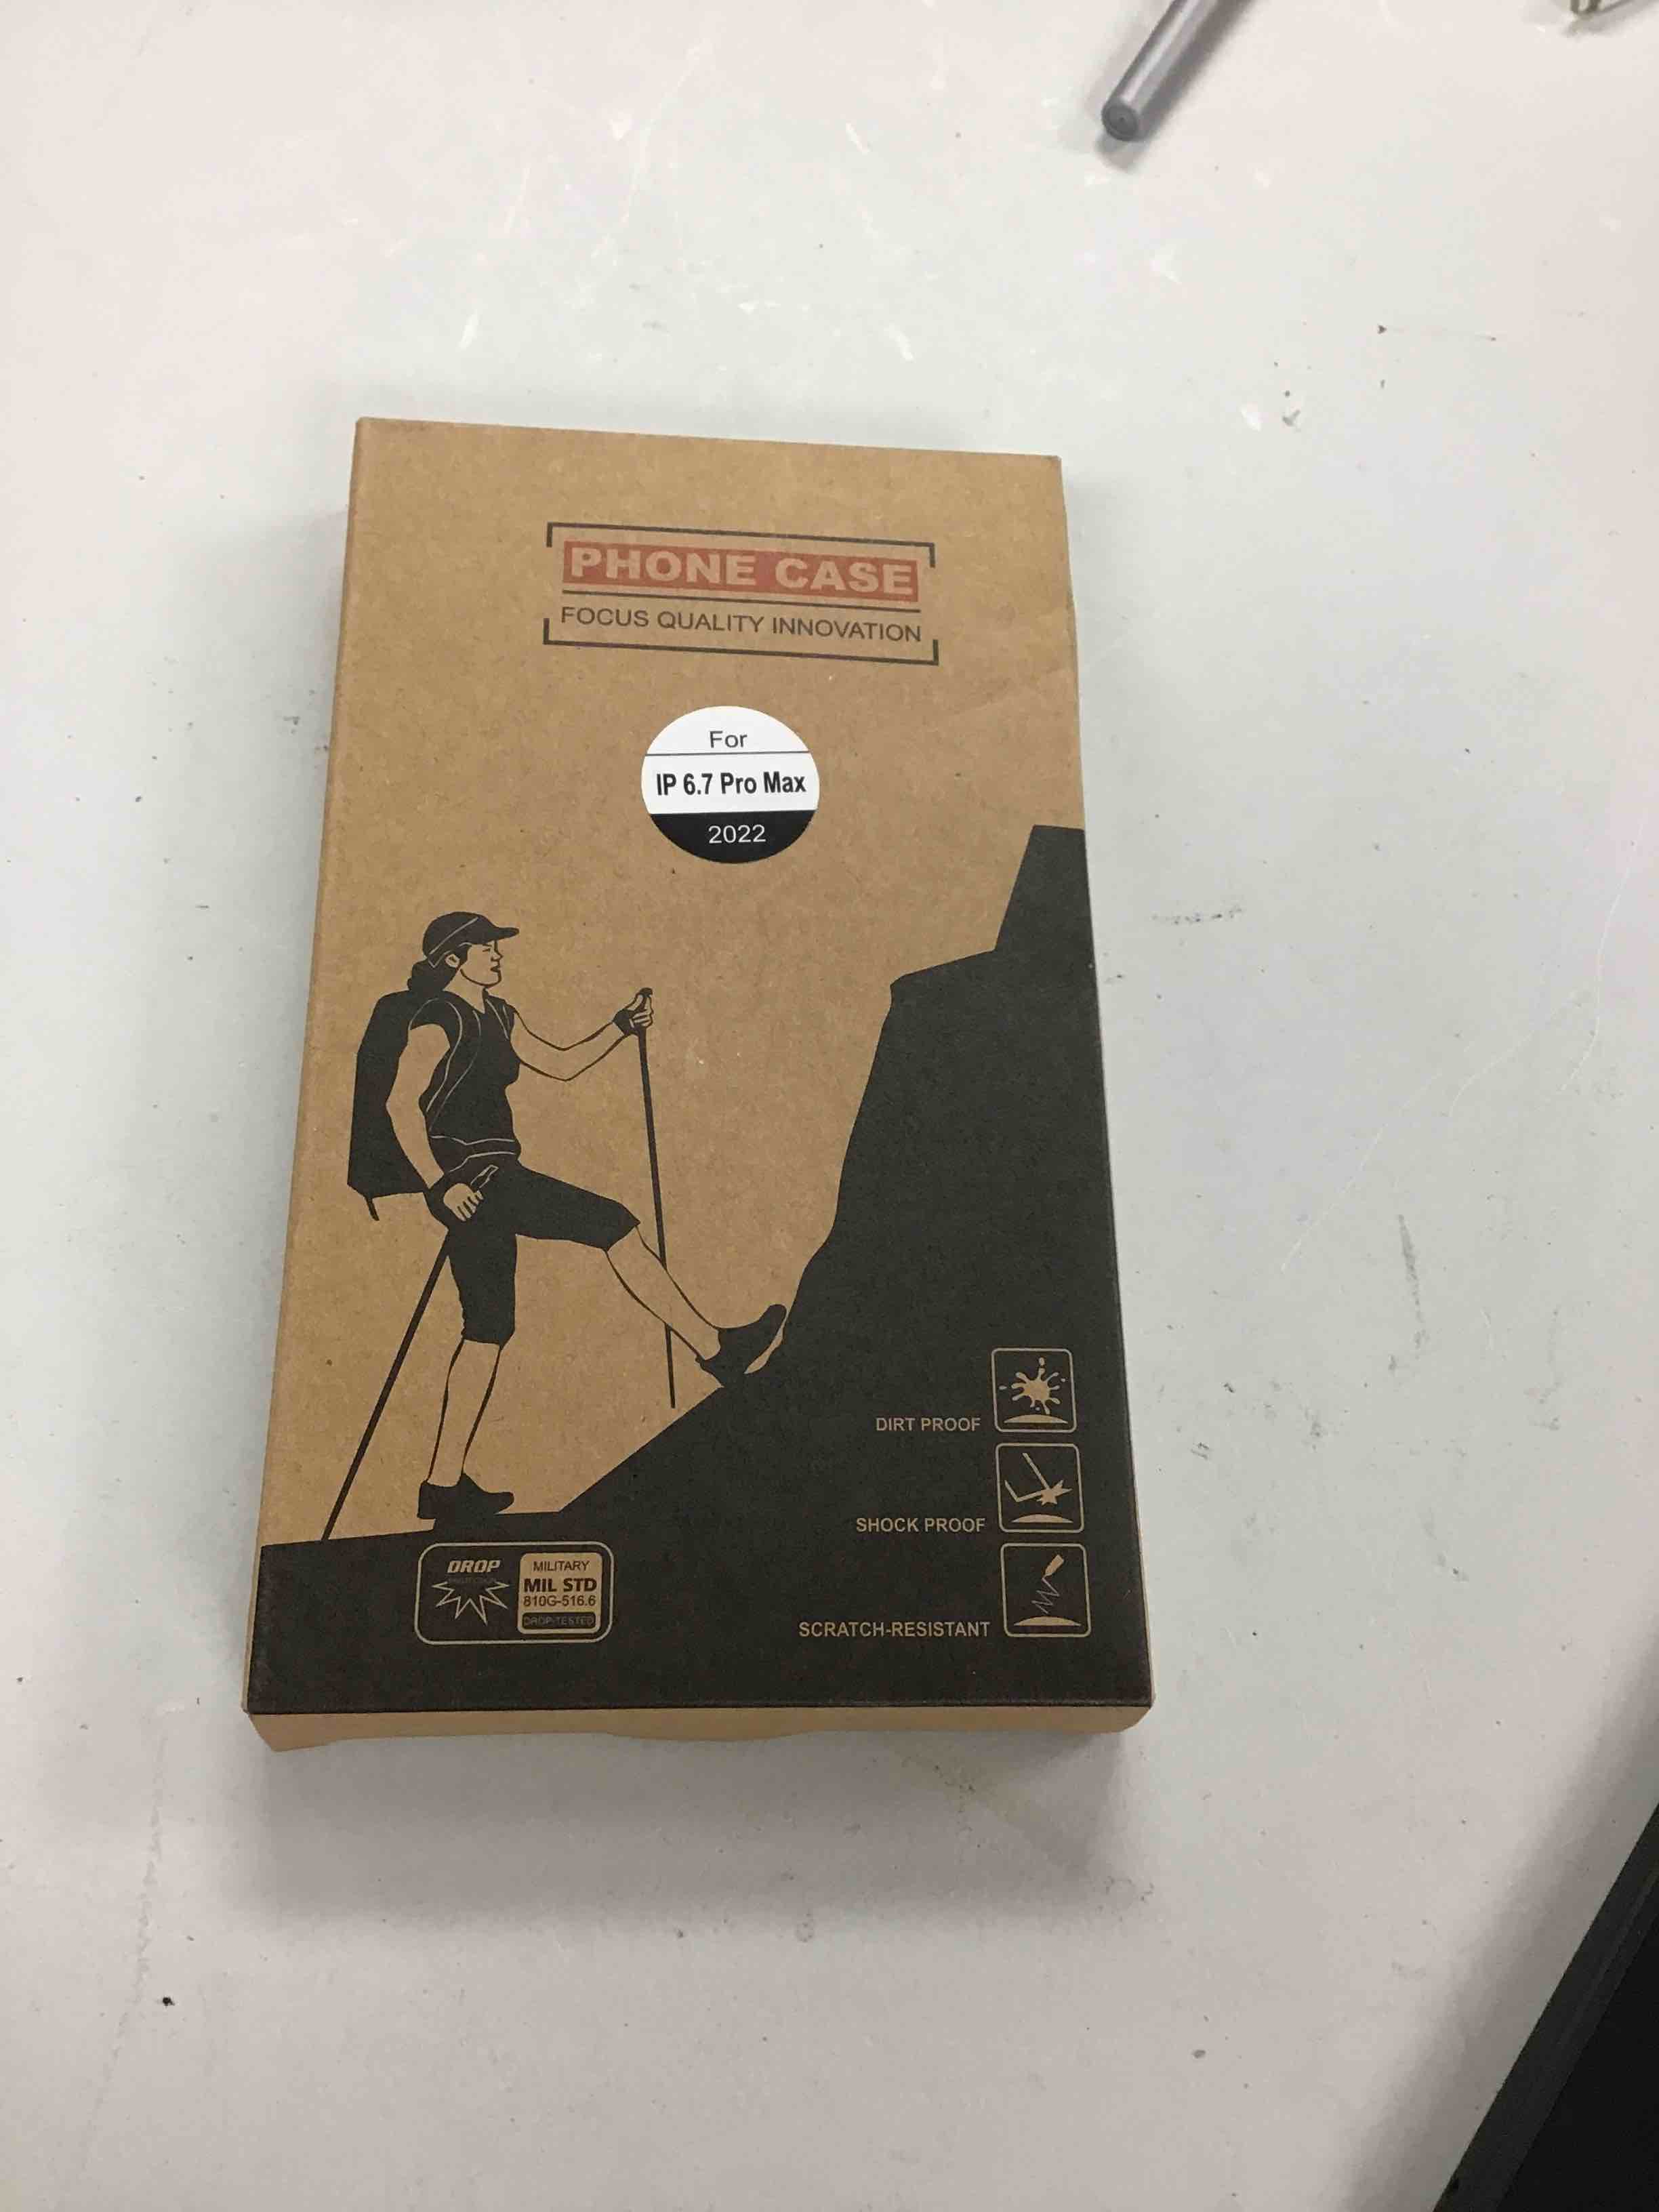 PHONE CASE
FOCUS QUALITY INNOVATION
For
IP 6.7 Pro Max
2022
DIRT PROOF
SHOCK PROOF
SCRATCH-RESISTANT
DROP
MILITARY
MIL STD
810G-516.6
DROP-TESTED